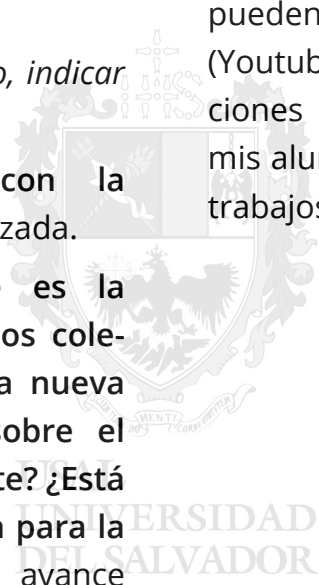 o, indicar
con la
zada.
es la
os cole-
a nueva
sobre el
te? ¿Está
para la
avance
pueden
(Youtub
ciones
mis alu
trabajos
USAL
UNIVERSIDAD
DEL SALVADOR